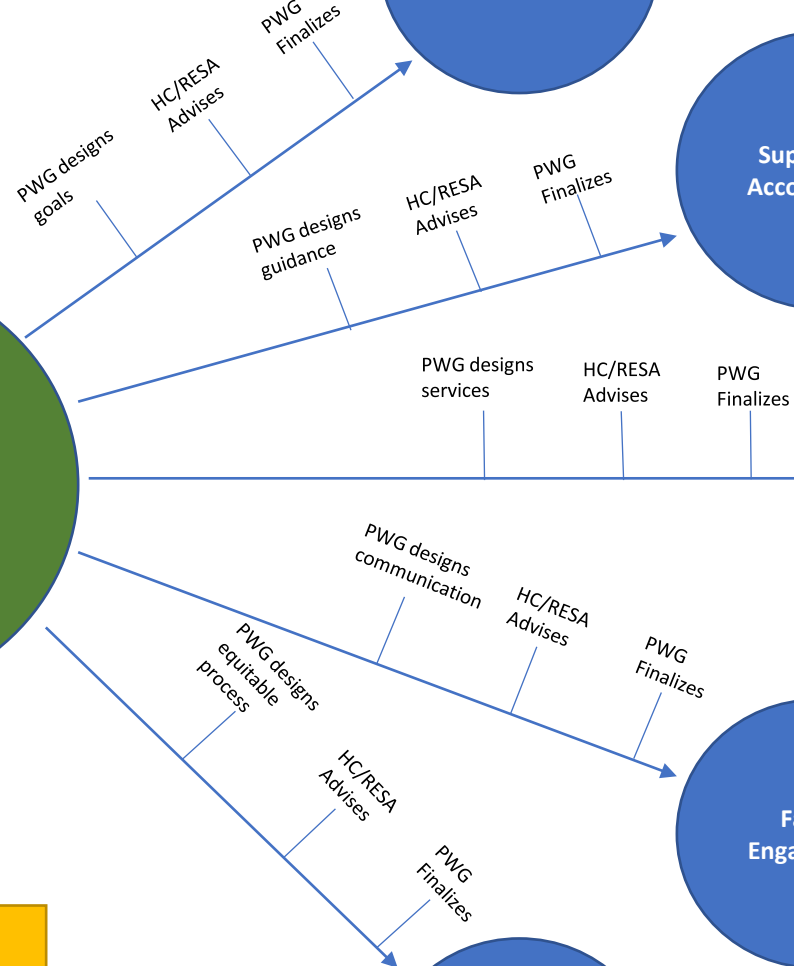 PWG designs
goals
HC/RESA
Advises
PWG
Finalizes
PWG designs
guidance
HC/RESA
Advises
PWG
Finalizes
PWG designs
services
HC/RESA
Advises
PWG
Finalizes
PWG designs
communication
HC/RESA
Advises
PWG
Finalizes
PWG designs
equitable
process
HC/RESA
Advises
PWG
Finalizes